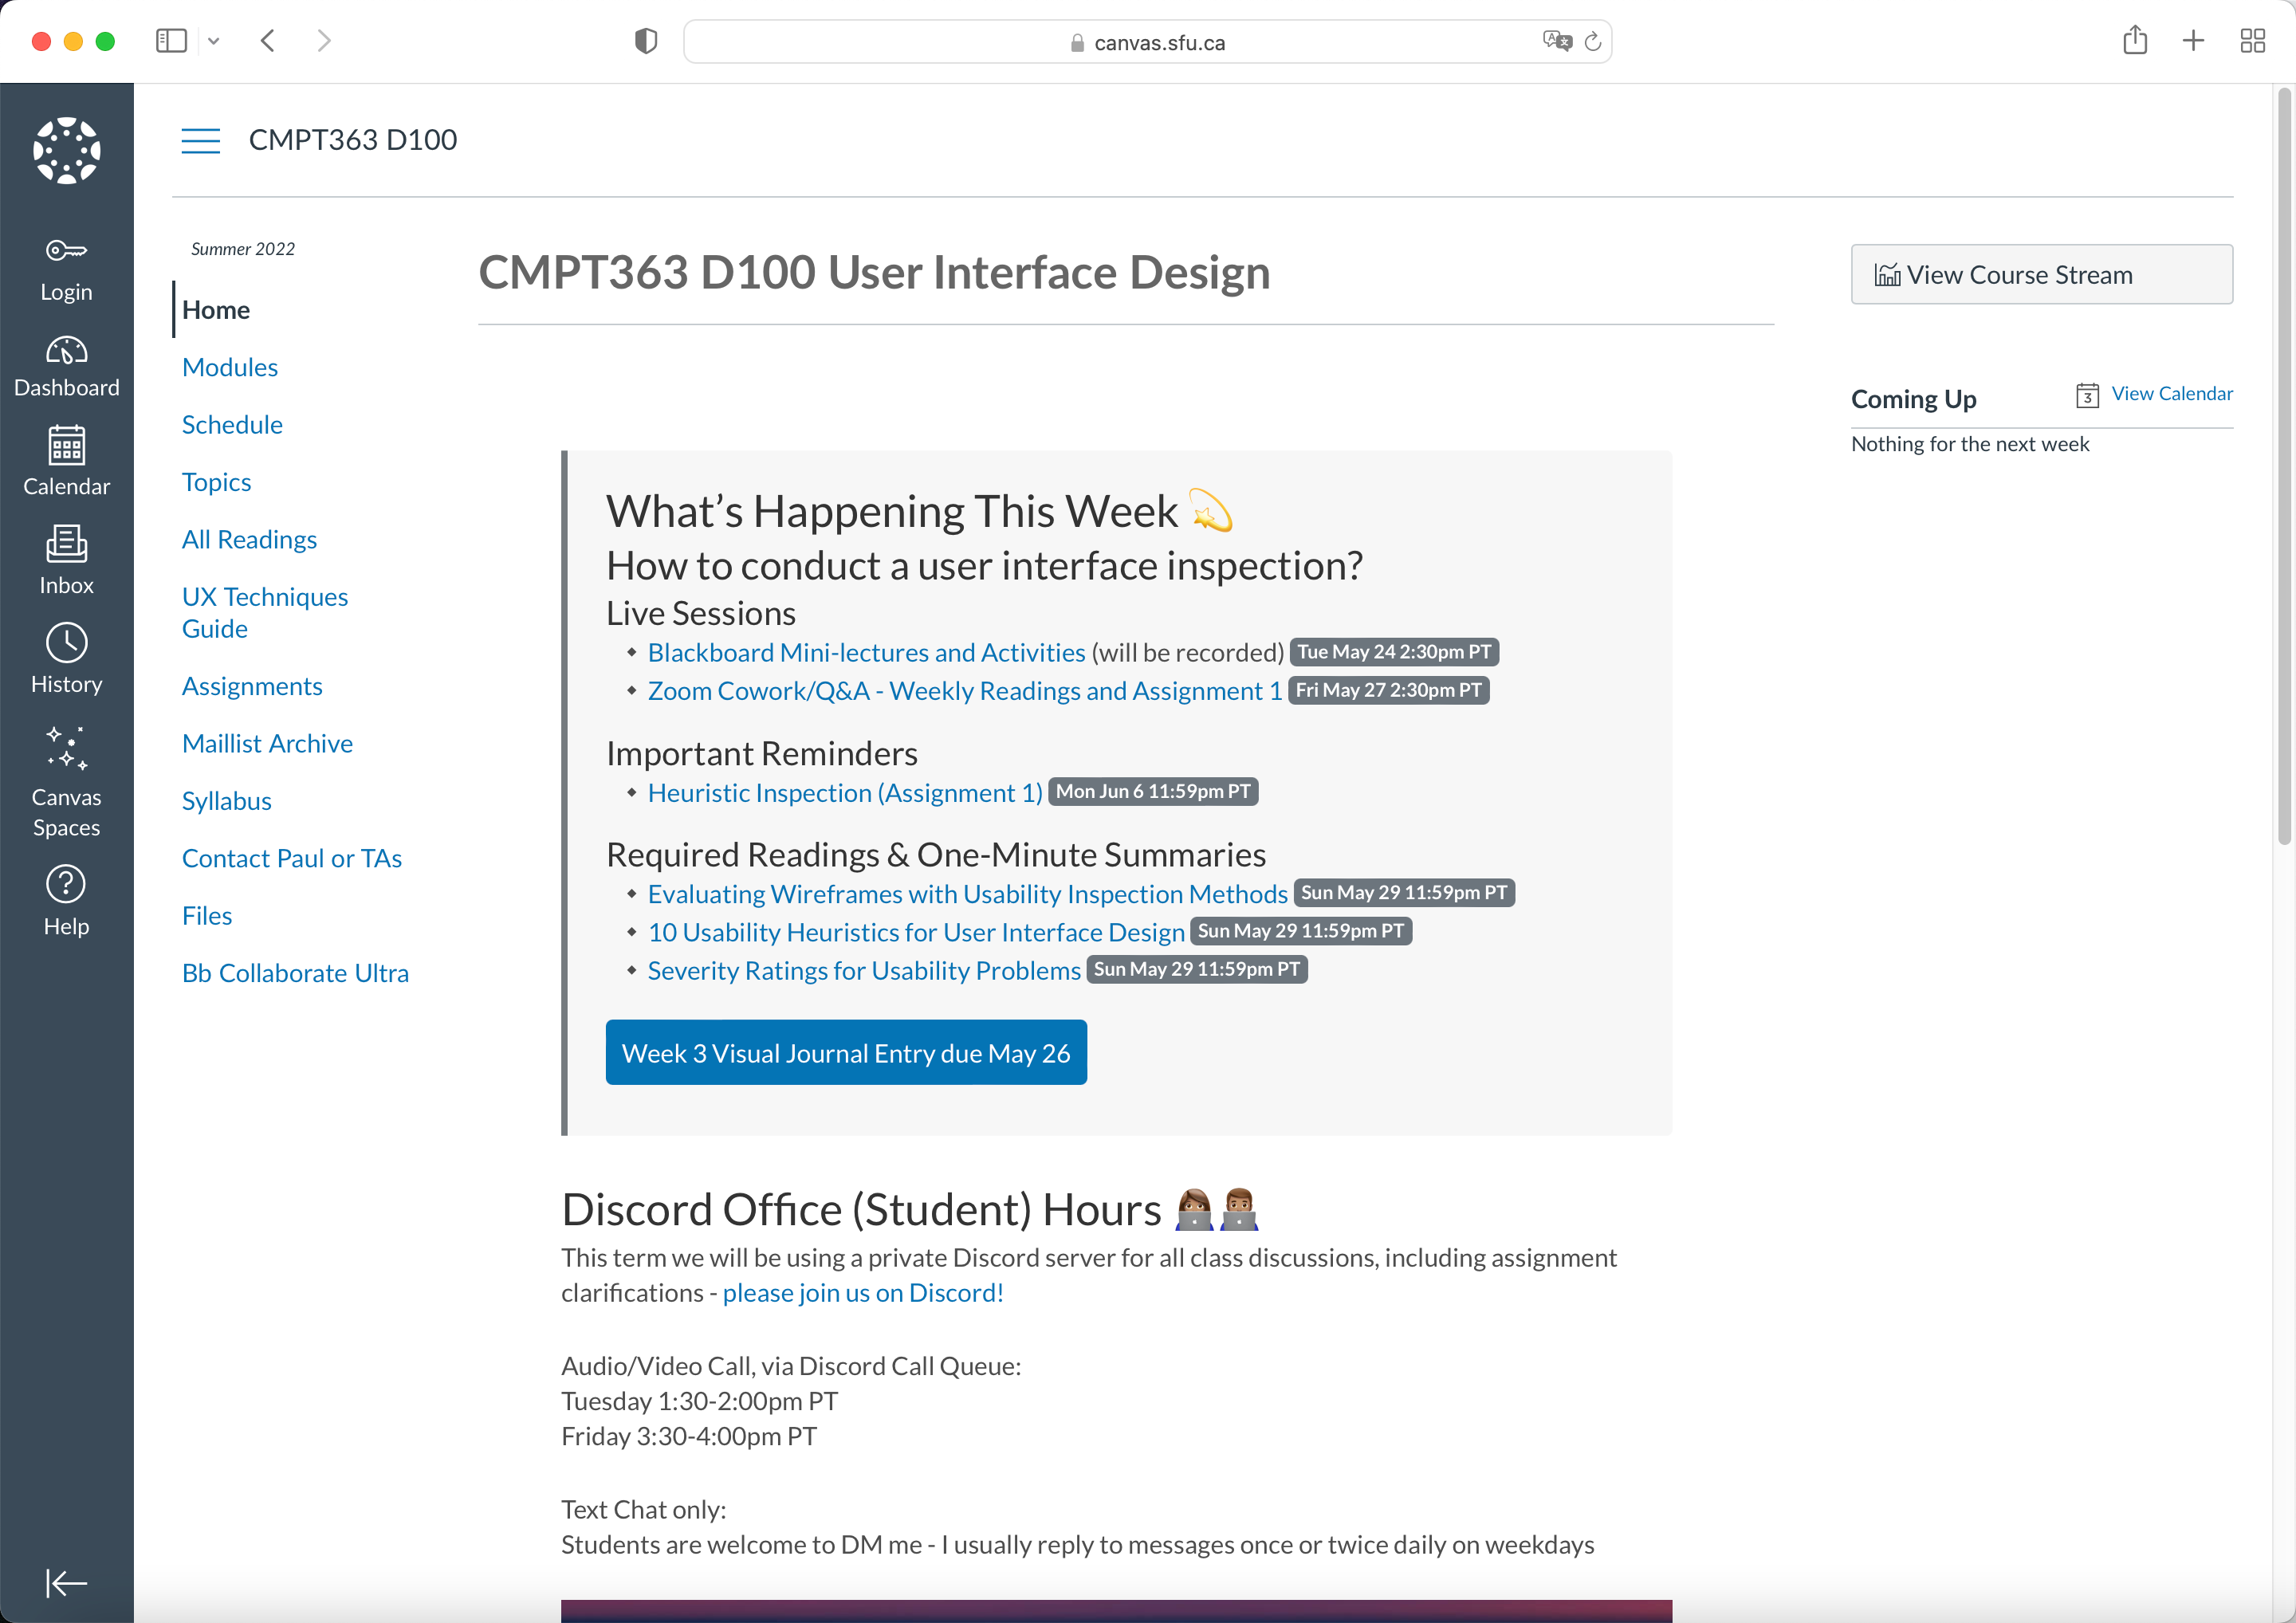 canvas.sfu.ca
Login
Dashboard
Calendar
Inbox
History
Canvas
Spaces
Help
CMPT363 D100
Summer 2022
Home
Modules
Schedule
Topics
All Readings
UX Techniques
Guide
Assignments
Maillist Archive
Syllabus
Contact Paul or TAs
Files
Bb Collaborate Ultra
CMPT363 D100 User Interface Design
What’s Happening This Week 💫
How to conduct a user interface inspection?
Live Sessions
Blackboard Mini-lectures and Activities (will be recorded) Tue May 24 2:30pm PT
Zoom Cowork/Q&A - Weekly Readings and Assignment 1 Fri May 27 2:30pm PT
Important Reminders
Heuristic Inspection (Assignment 1) Mon Jun 6 11:59pm PT
Required Readings & One-Minute Summaries
Evaluating Wireframes with Usability Inspection Methods Sun May 29 11:59pm PT
10 Usability Heuristics for User Interface Design Sun May 29 11:59pm PT
Severity Ratings for Usability Problems Sun May 29 11:59pm PT
Week 3 Visual Journal Entry due May 26
Discord Office (Student) Hours 👩🏽‍💻👨🏽‍💻
This term we will be using a private Discord server for all class discussions, including assignment
clarifications - please join us on Discord!
Audio/Video Call, via Discord Call Queue:
Tuesday 1:30-2:00pm PT
Friday 3:30-4:00pm PT
Text Chat only:
Students are welcome to DM me - I usually reply to messages once or twice daily on weekdays
View Course Stream
Coming Up
3 View Calendar
Nothing for the next week